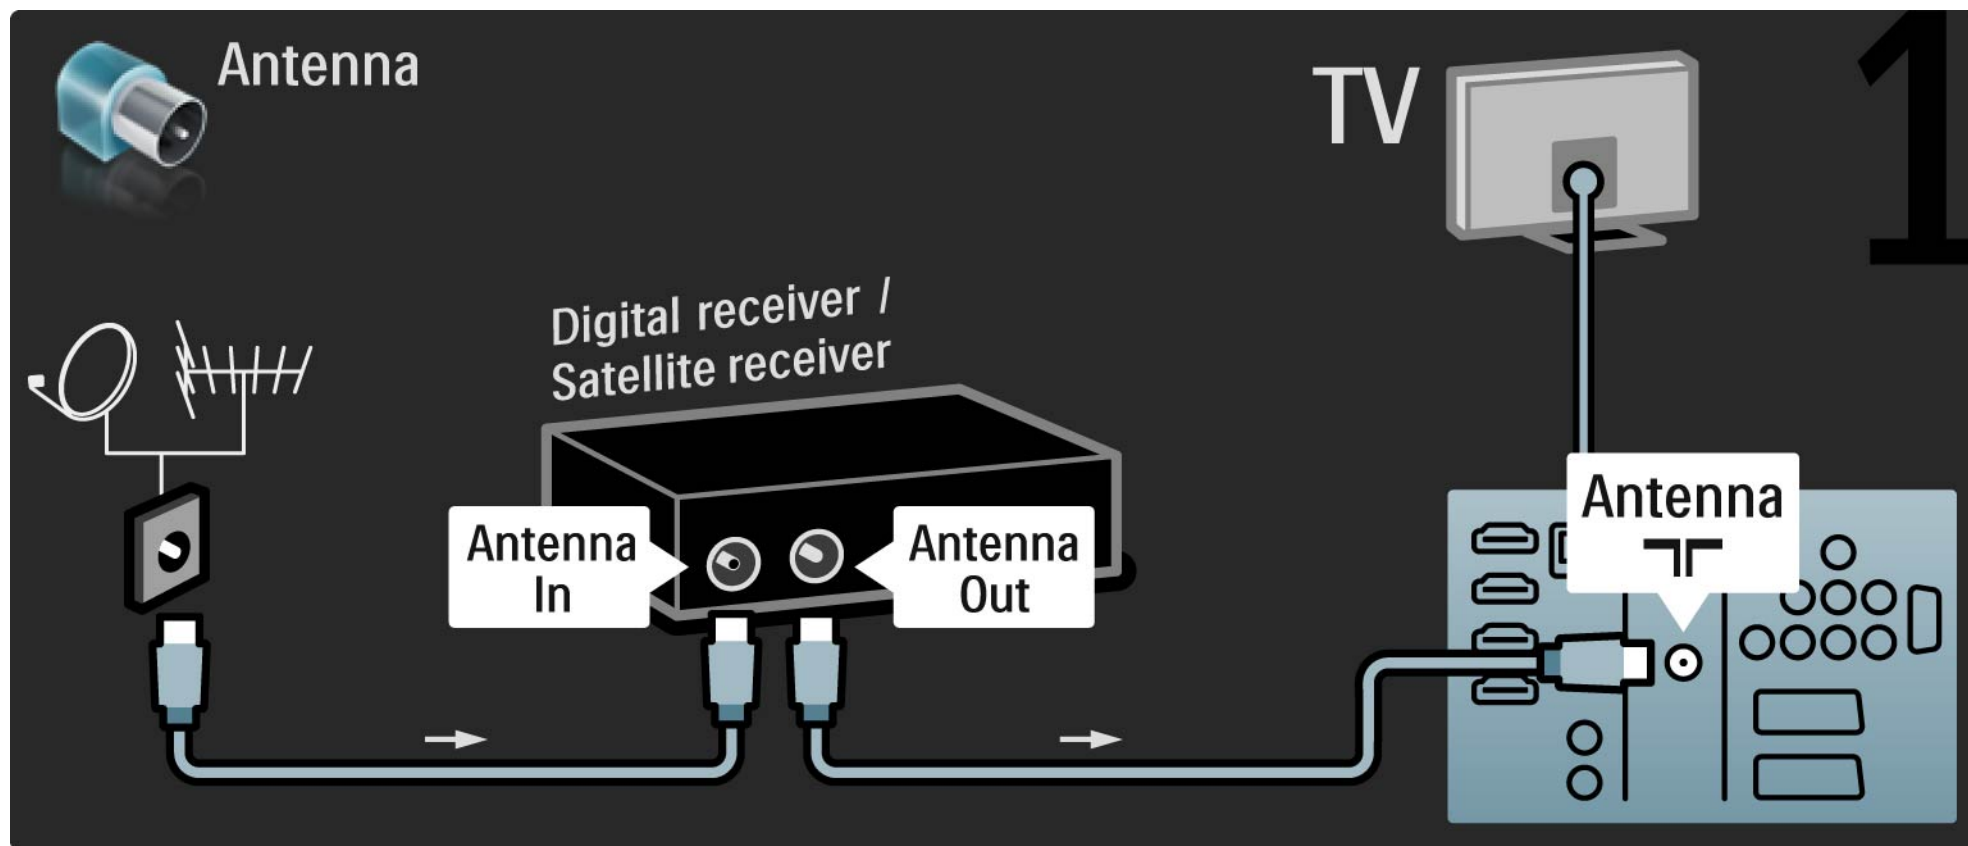 Antenna
TV
1
Digital receiver /
Satellite receiver
Antenna
In
Antenna
Out
Antenna